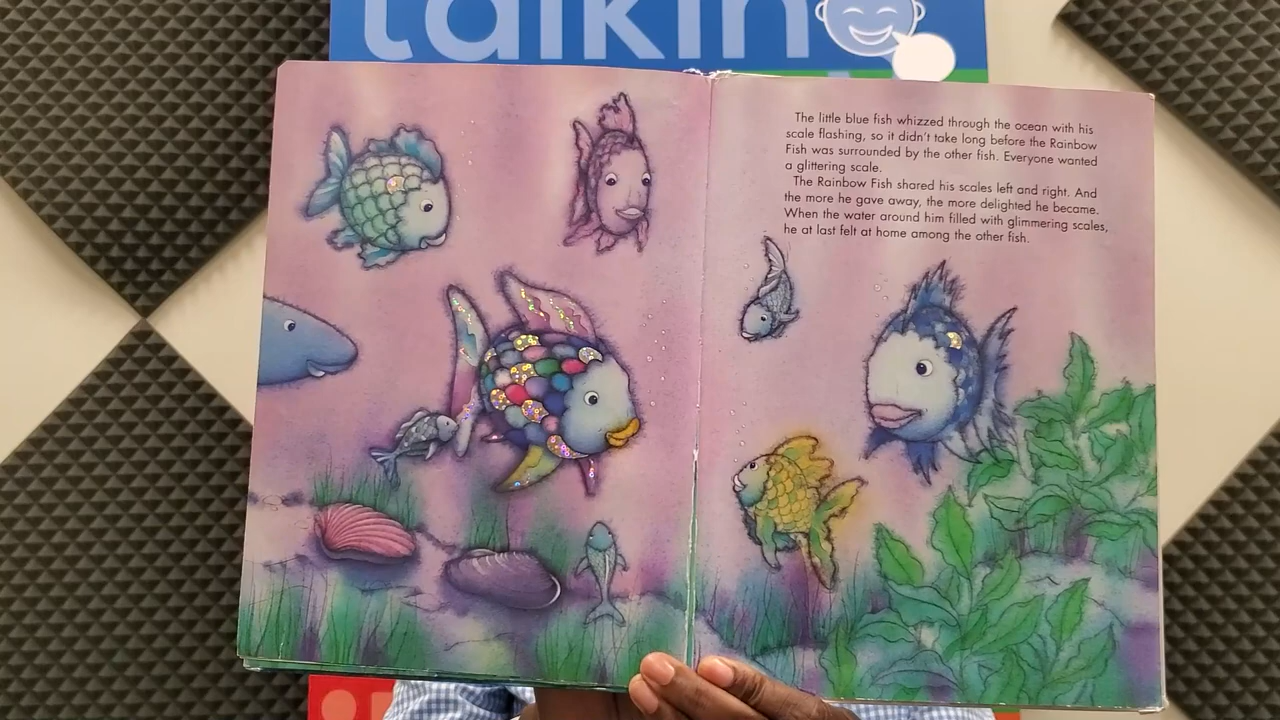 talkin
The little blue fish whizzed through the ocean with his
scale flashing, so it didn't take long before the Rainbow
Fish was surrounded by the other fish. Everyone wanted
a glittering scale.
The Rainbow Fish shared his scales left and right. And
the more he gave away, the more delighted he became.
When the water around him filled with glimmering scales,
he at last felt at home among the other fish.